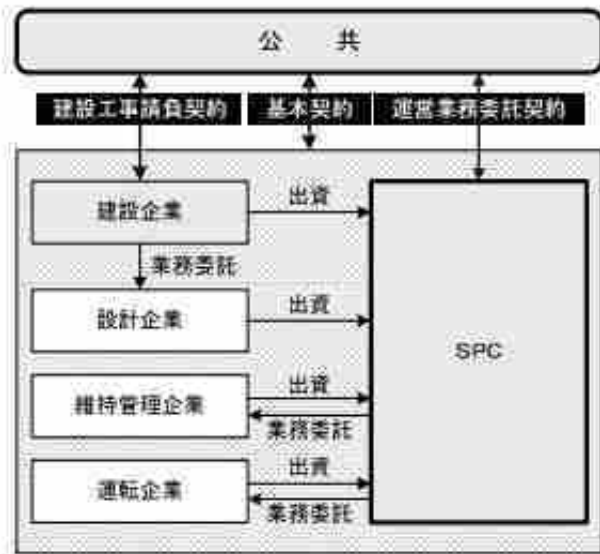 公　共
建設工事請負契約　基本契約　運営業務委託契約
建設企業　出資
業務委託
設計企業　出資
SPC
維持管理企業　出資
業務委託
運転企業　出資
業務委託